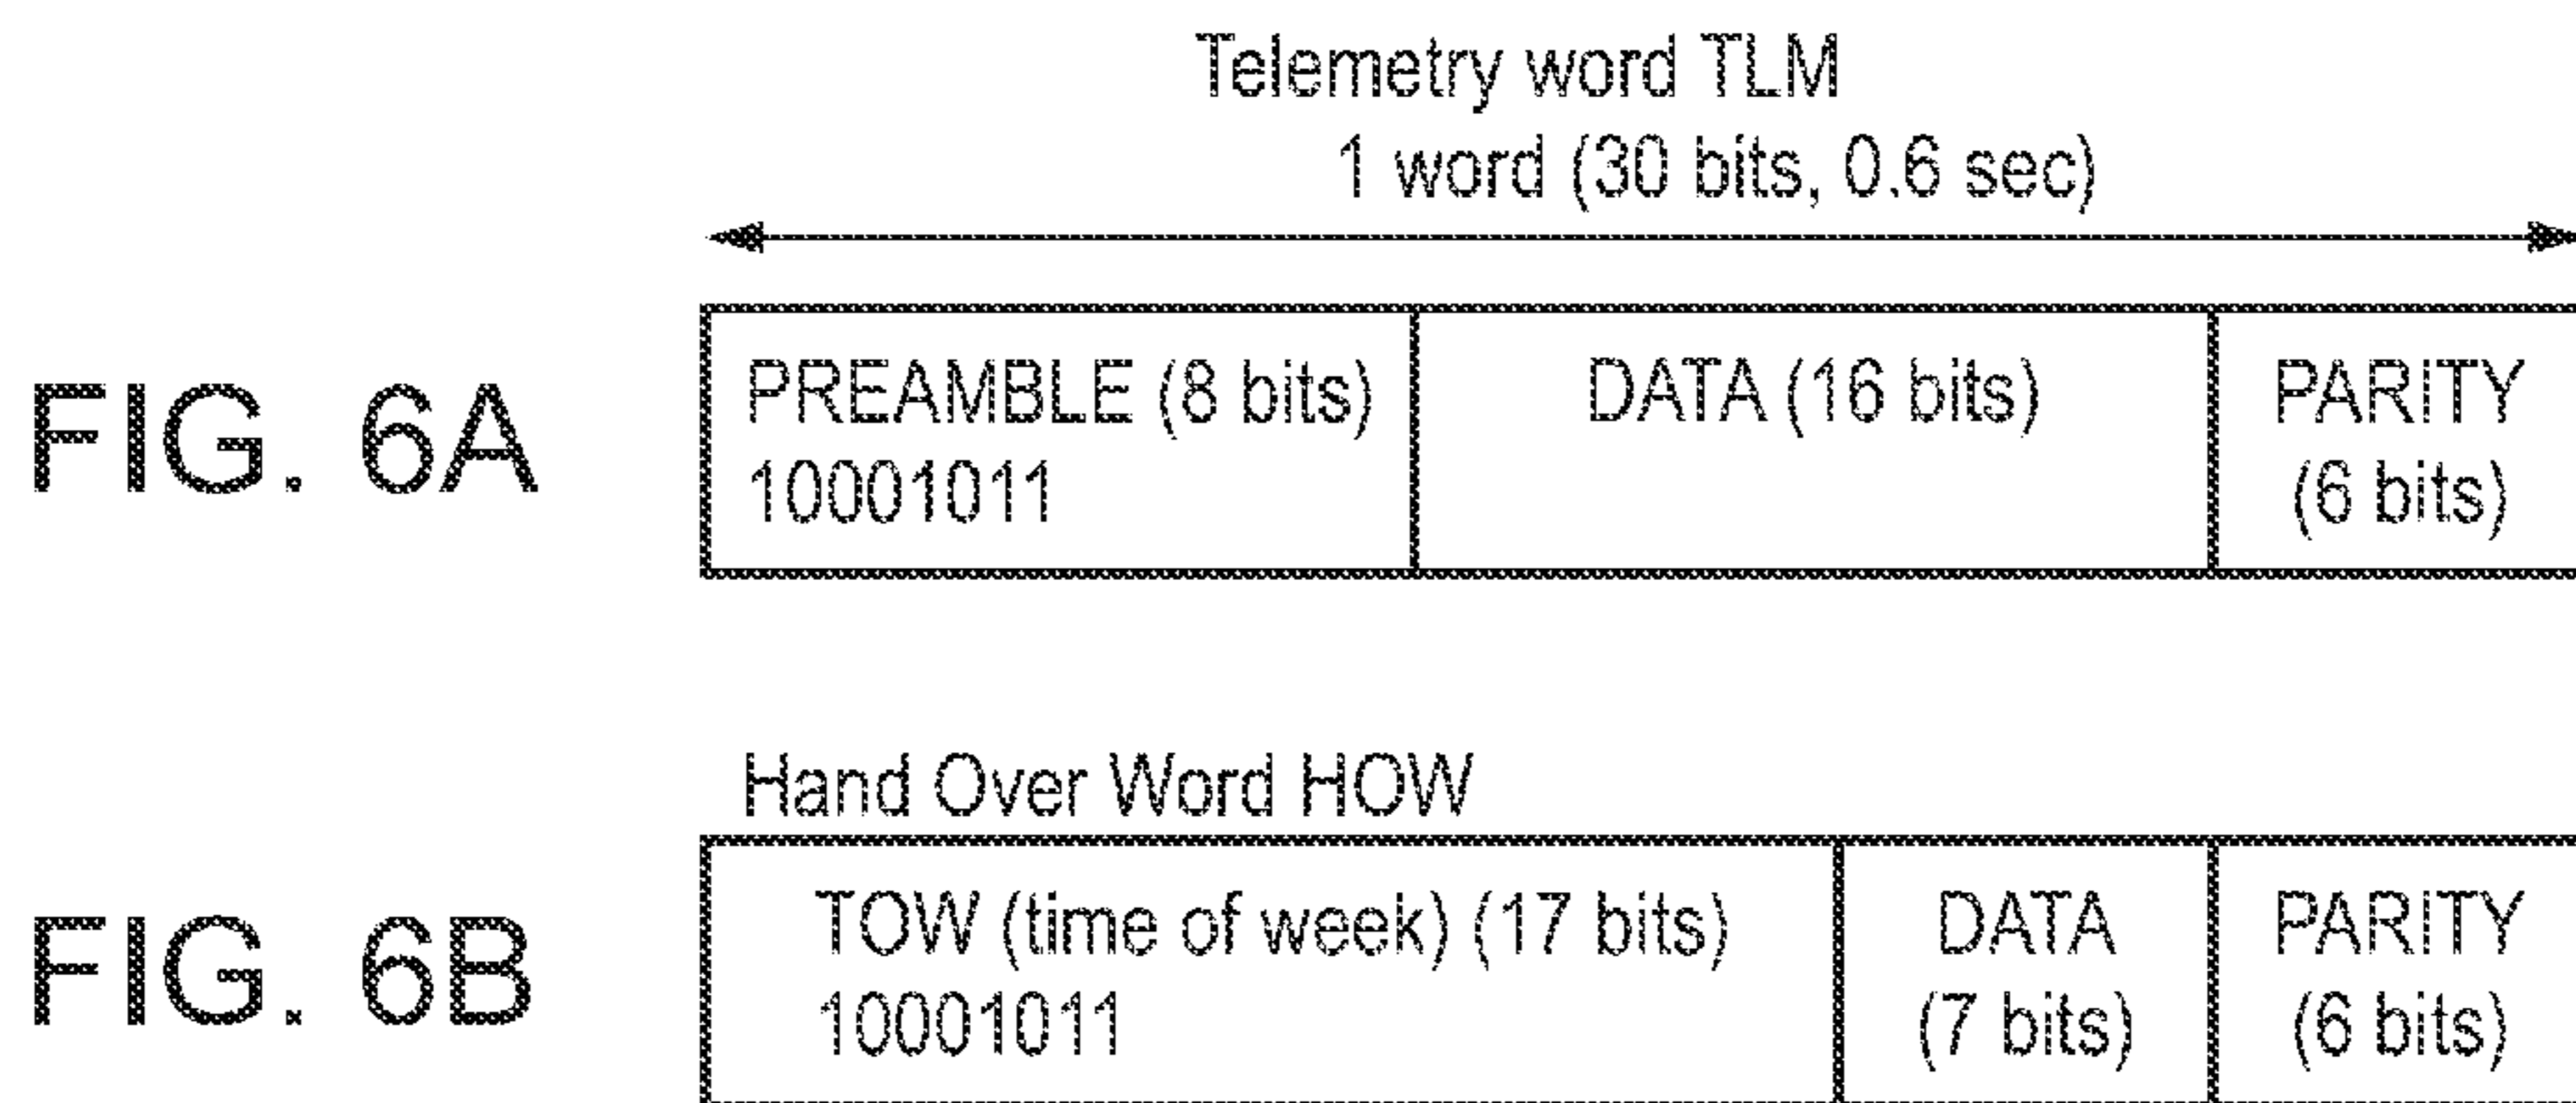 Telemetry word TLM
1 word (30 bits, 0.6 sec)
FIG. 6A
PREAMBLE (8 bits)
10001011
DATA (16 bits)
PARITY
(6 bits)
Hand Over Word HOW
FIG. 6B
TOW (time of week) (17 bits)
10001011
DATA
(7 bits)
PARITY
(6 bits)